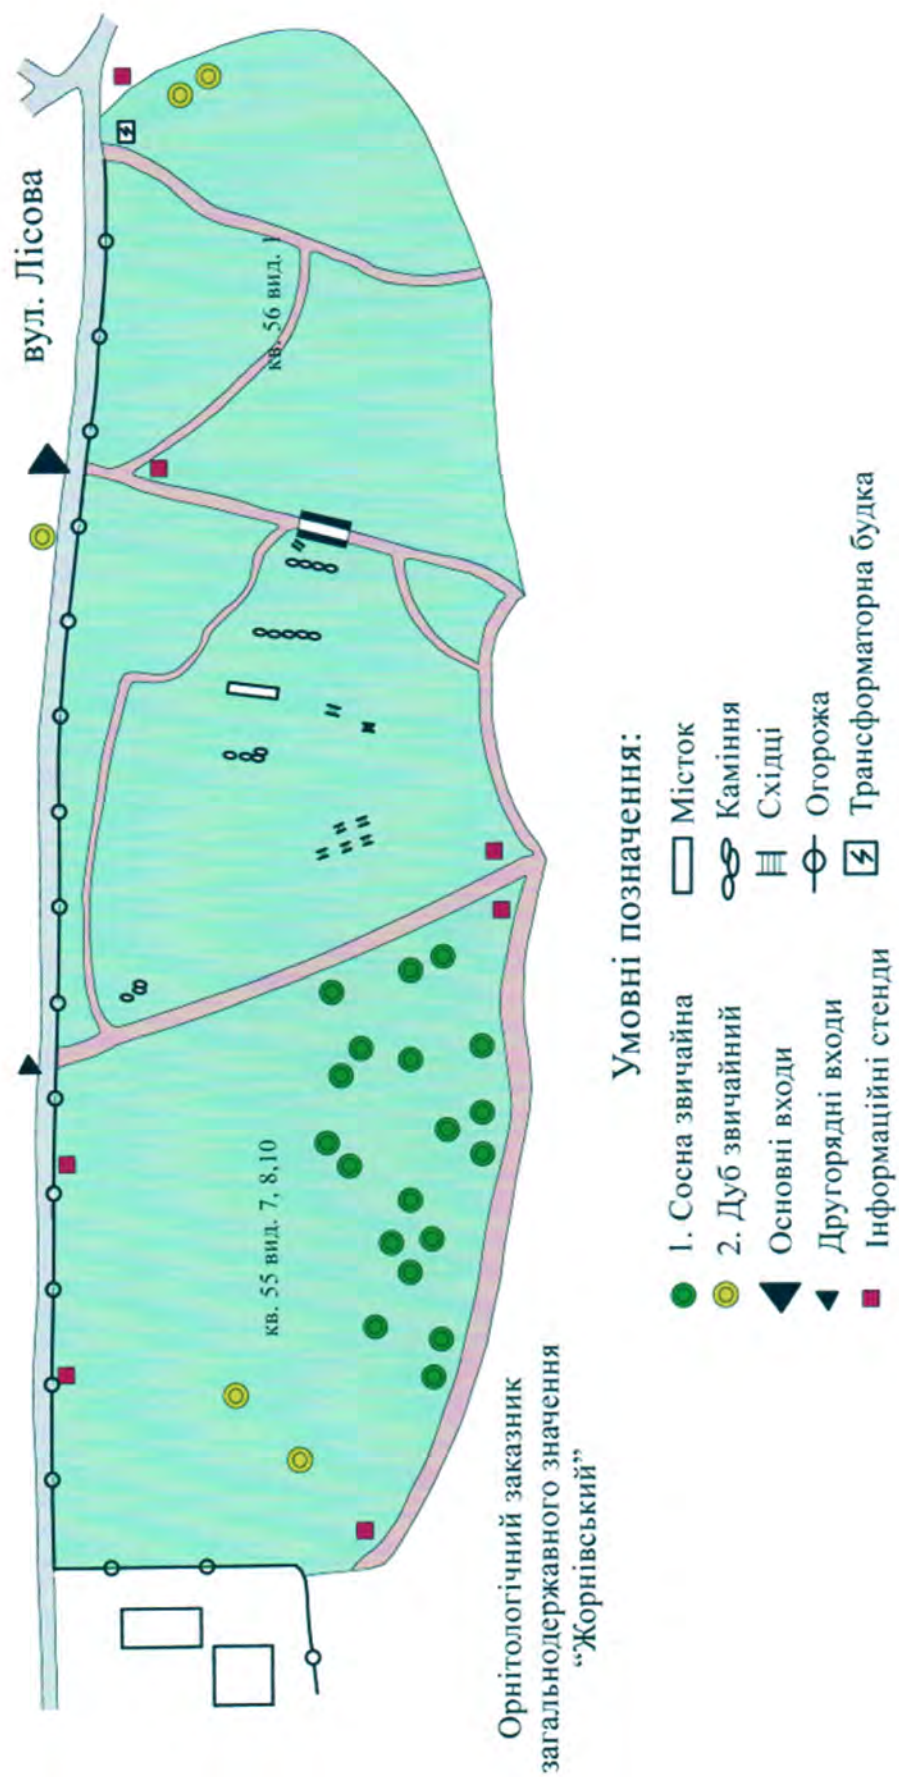 вул. Лісова
кв. 56 вид. 1
кв. 55 вид. 7, 8,10
Орнітологічний заказник
загальнодержавного значення
“Жорнівський”
Умовні позначення:
1. Сосна звичайна
2. Дуб звичайний
Основні входи
Другорядні входи
Інформаційні стенди
Місток
Каміння
Східці
Огорожа
Трансформаторна будка